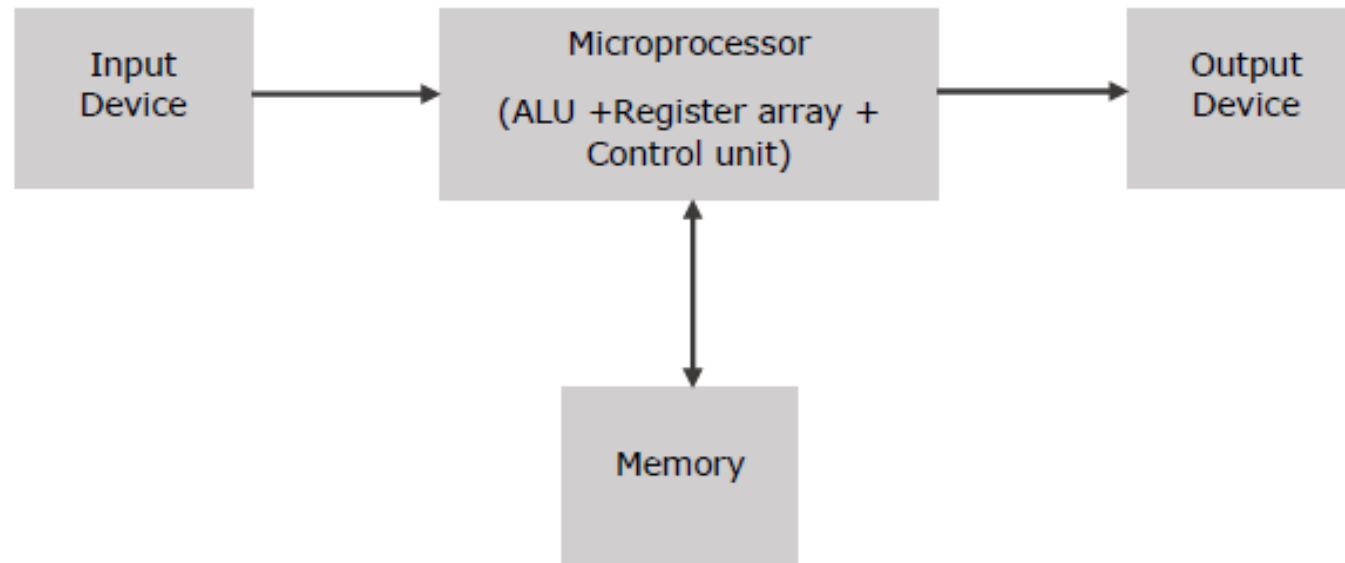 Input
Device
Microprocessor
(ALU +Register array +
Control unit)
Output
Device
Memory